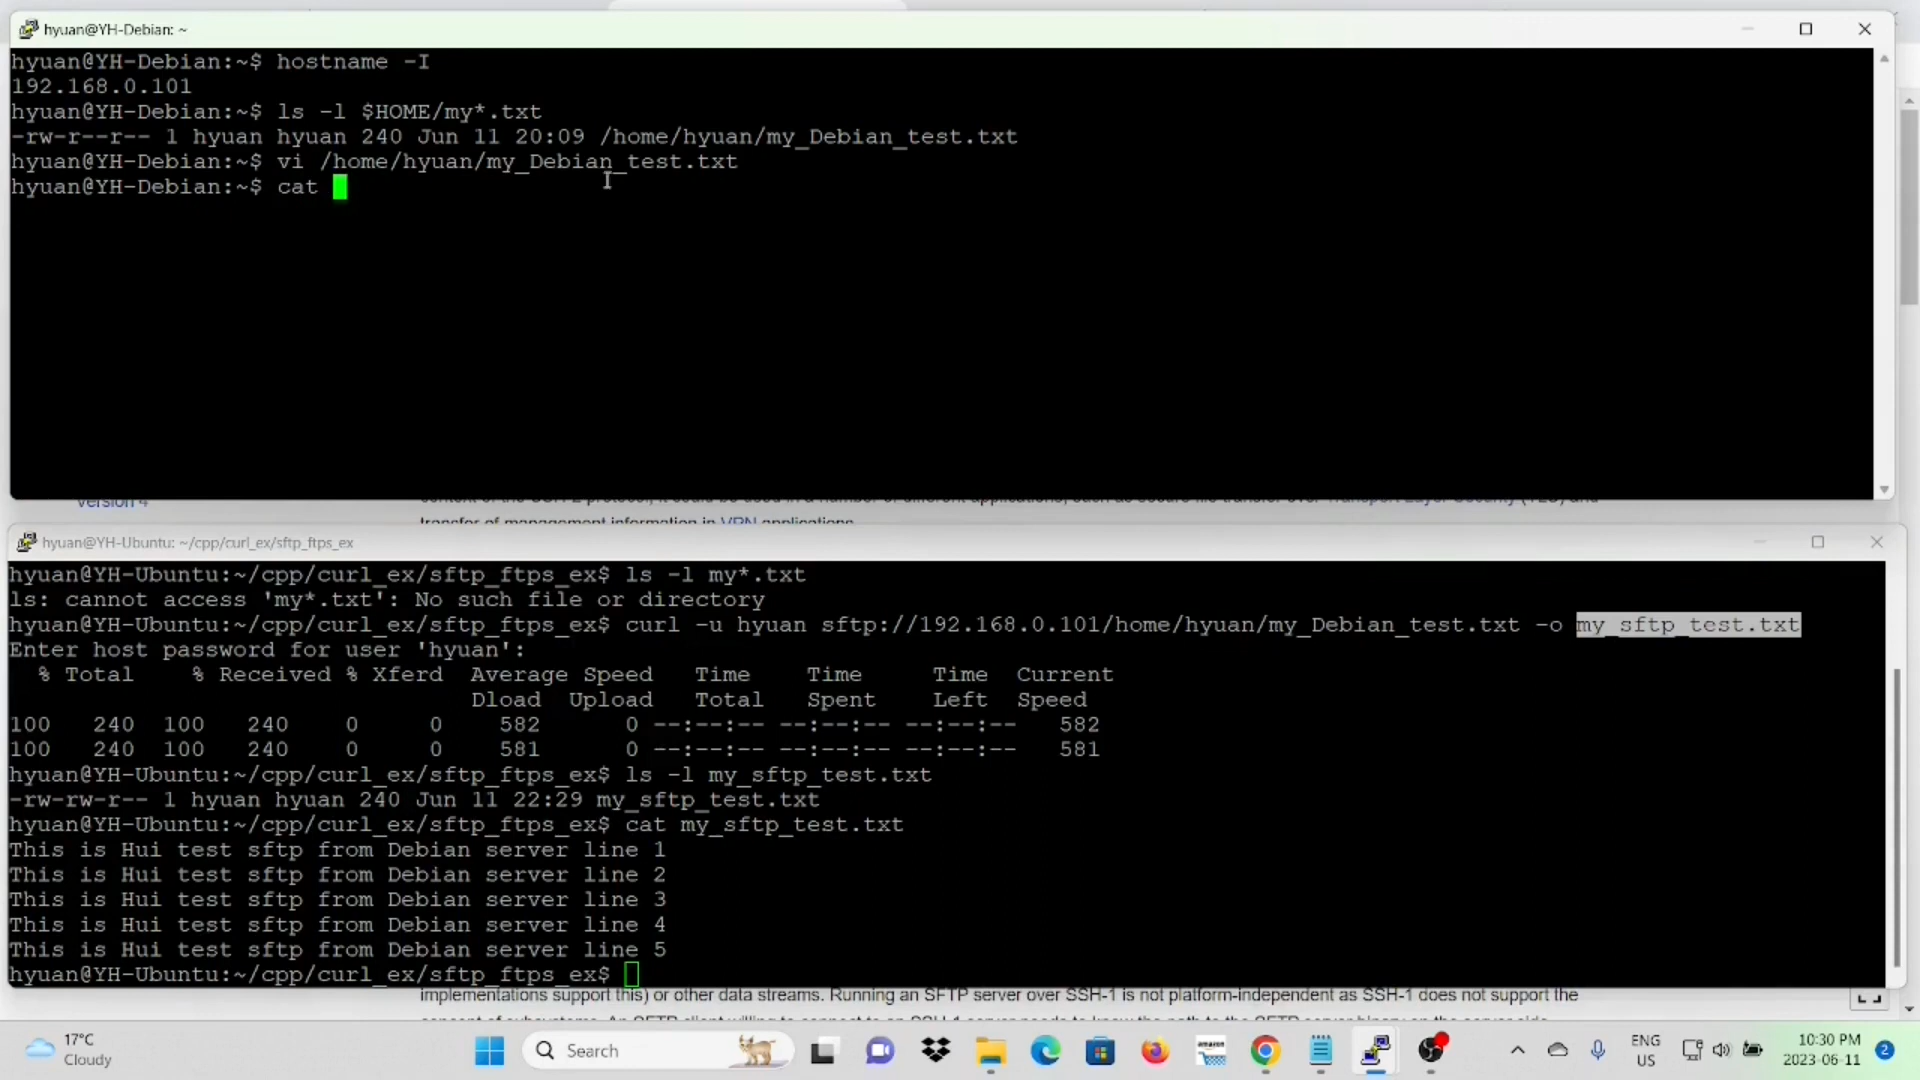 hyuan@YH-Debian: ~
hyuan@YH-Debian:~$ hostname -I
192.168.0.101
hyuan@YH-Debian:~$ ls -l $HOME/my*.txt
-rw-r--r-- 1 hyuan hyuan 240 Jun 11 20:09 /home/hyuan/my_Debian_test.txt
hyuan@YH-Debian:~$ vi /home/hyuan/my_Debian_test.txt
hyuan@YH-Debian:~$ cat
version 4
transfer of management information in VPN applications.
hyuan@YH-Ubuntu: ~/cpp/curl_ex/sftp_ftps_ex
hyuan@YH-Ubuntu:~/cpp/curl_ex/sftp_ftps_ex$ ls -l my*.txt
ls: cannot access 'my*.txt': No such file or directory
hyuan@YH-Ubuntu:~/cpp/curl_ex/sftp_ftps_ex$ curl -u hyuan sftp://192.168.0.101/home/hyuan/my_Debian_test.txt -o my_sftp_test.txt
Enter host password for user 'hyuan':
% Total % Received % Xferd Average Speed Time Time Time Current
Dload Upload Total Spent Left Speed
100 240 100 240 0 0 582 0 --:--:-- --:--:-- --:--:-- 582
100 240 100 240 0 0 581 0 --:--:-- --:--:-- --:--:-- 581
hyuan@YH-Ubuntu:~/cpp/curl_ex/sftp_ftps_ex$ ls -l my_sftp_test.txt
-rw-rw-r-- 1 hyuan hyuan 240 Jun 11 22:29 my_sftp_test.txt
hyuan@YH-Ubuntu:~/cpp/curl_ex/sftp_ftps_ex$ cat my_sftp_test.txt
This is Hui test sftp from Debian server line 1
This is Hui test sftp from Debian server line 2
This is Hui test sftp from Debian server line 3
This is Hui test sftp from Debian server line 4
This is Hui test sftp from Debian server line 5
hyuan@YH-Ubuntu:~/cpp/curl_ex/sftp_ftps_ex$
implementations support this) or other data streams. Running an SFTP server over SSH-1 is not platform-independent as SSH-1 does not support the
17°C
Cloudy
Search
amazon
ENG
US
10:30 PM
2023-06-11
2